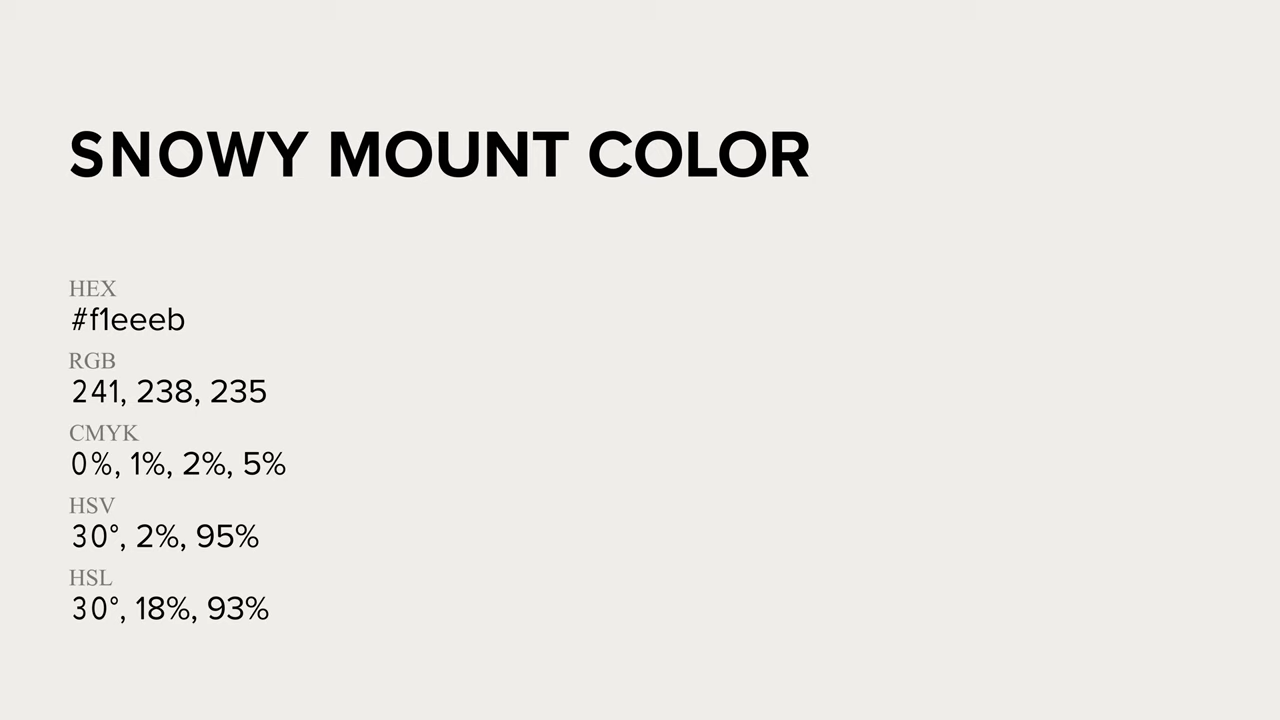 SNOWY MOUNT COLOR
HEX
#f1eeeb
RGB
241, 238, 235
CMYK
0%, 1%, 2%, 5%
HSV
30°, 2%, 95%
HSL
30°, 18%, 93%